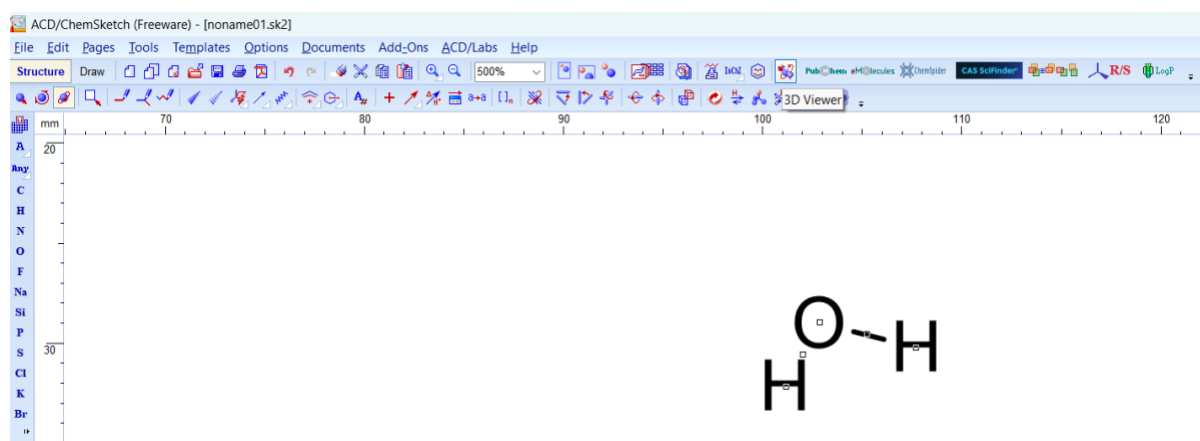 ACD/ChemSketch (Freeware) - [noname01.sk2]
File Edit Pages Tools Templates Options Documents Add-Ons ACD/Labs Help
Structure Draw 500% InChI PubChem eMolecules ChemSpider CAS SciFinder R/S LogP
A a→a [ ]n H 3D Viewer
mm 70 80 90 100 110 120
A 20
Any
C
H
N
O
F
Na
Si
P
S 30
Cl
K
Br
O
H
H